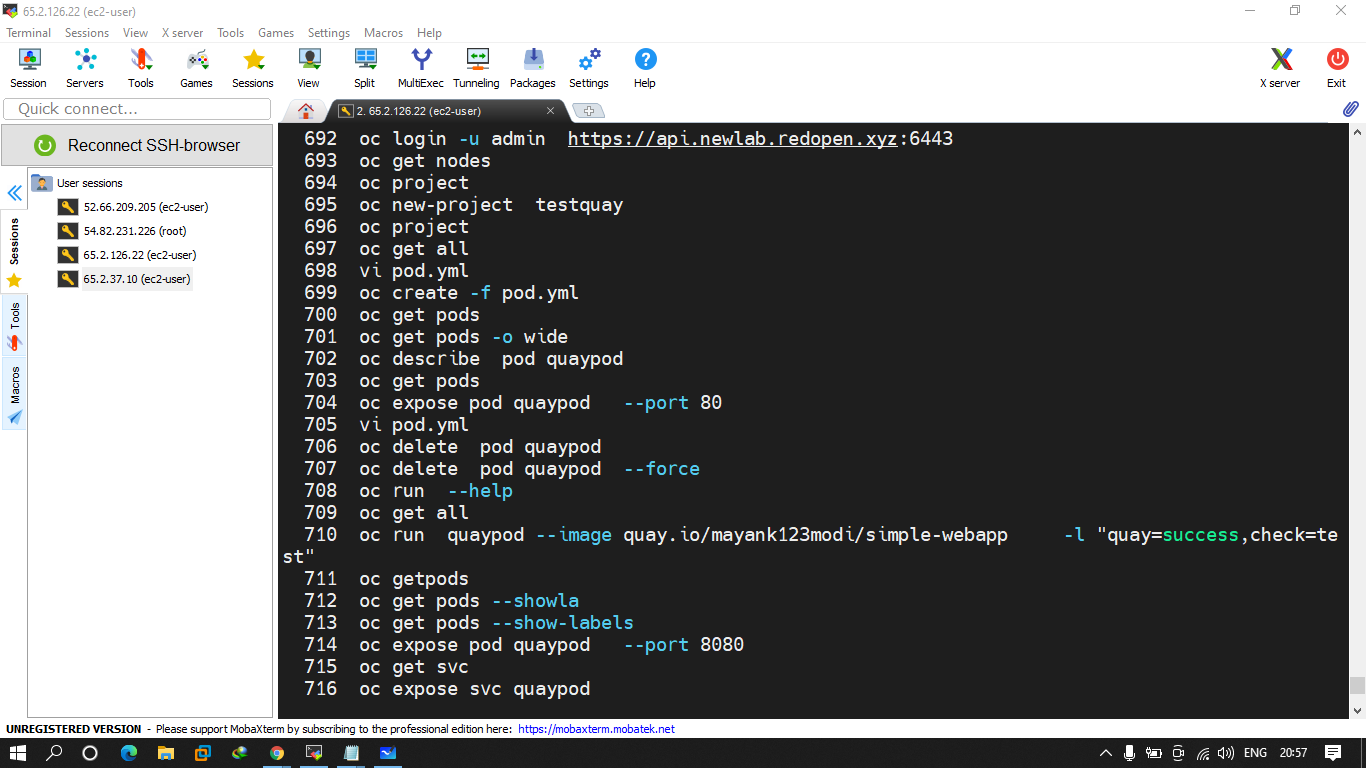 65.2.126.22 (ec2-user)
Terminal Sessions View X server Tools Games Settings Macros Help
Session Servers Tools Games Sessions View Split MultiExec Tunneling Packages Settings Help X server Exit
Quick connect...
2. 65.2.126.22 (ec2-user)
Reconnect SSH-browser
User sessions
52.66.209.205 (ec2-user)
54.82.231.226 (root)
65.2.126.22 (ec2-user)
65.2.37.10 (ec2-user)
Sessions
Tools
Macros
692 oc login -u admin https://api.newlab.redopen.xyz:6443
693 oc get nodes
694 oc project
695 oc new-project testquay
696 oc project
697 oc get all
698 vi pod.yml
699 oc create -f pod.yml
700 oc get pods
701 oc get pods -o wide
702 oc describe pod quaypod
703 oc get pods
704 oc expose pod quaypod --port 80
705 vi pod.yml
706 oc delete pod quaypod
707 oc delete pod quaypod --force
708 oc run --help
709 oc get all
710 oc run quaypod --image quay.io/mayank123modi/simple-webapp -l "quay=success,check=te
st"
711 oc getpods
712 oc get pods --showla
713 oc get pods --show-labels
714 oc expose pod quaypod --port 8080
715 oc get svc
716 oc expose svc quaypod
UNREGISTERED VERSION - Please support MobaXterm by subscribing to the professional edition here: https://mobaxterm.mobatek.net
ENG 20:57